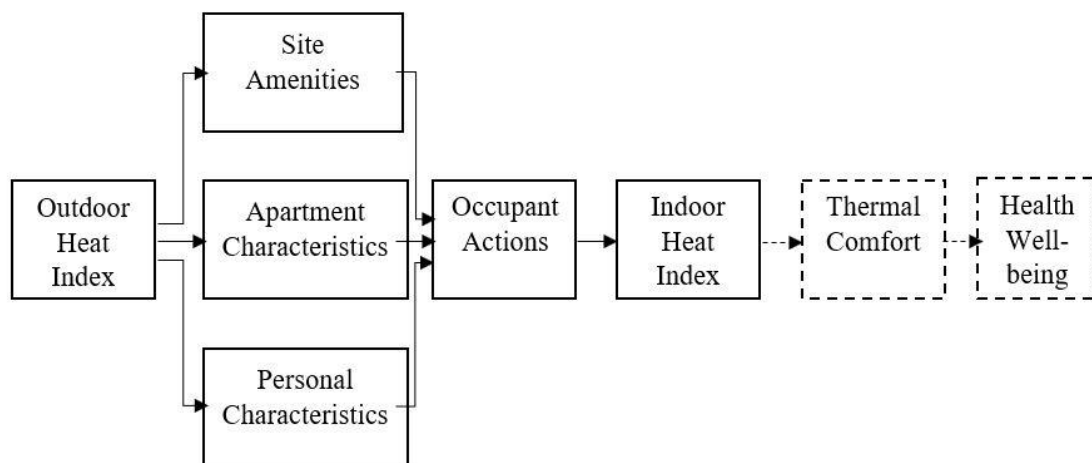 Site
Amenities
Outdoor
Heat
Index
Apartment
Characteristics
Personal
Characteristics
Occupant
Actions
Indoor
Heat
Index
Thermal
Comfort
Health
Well-
being